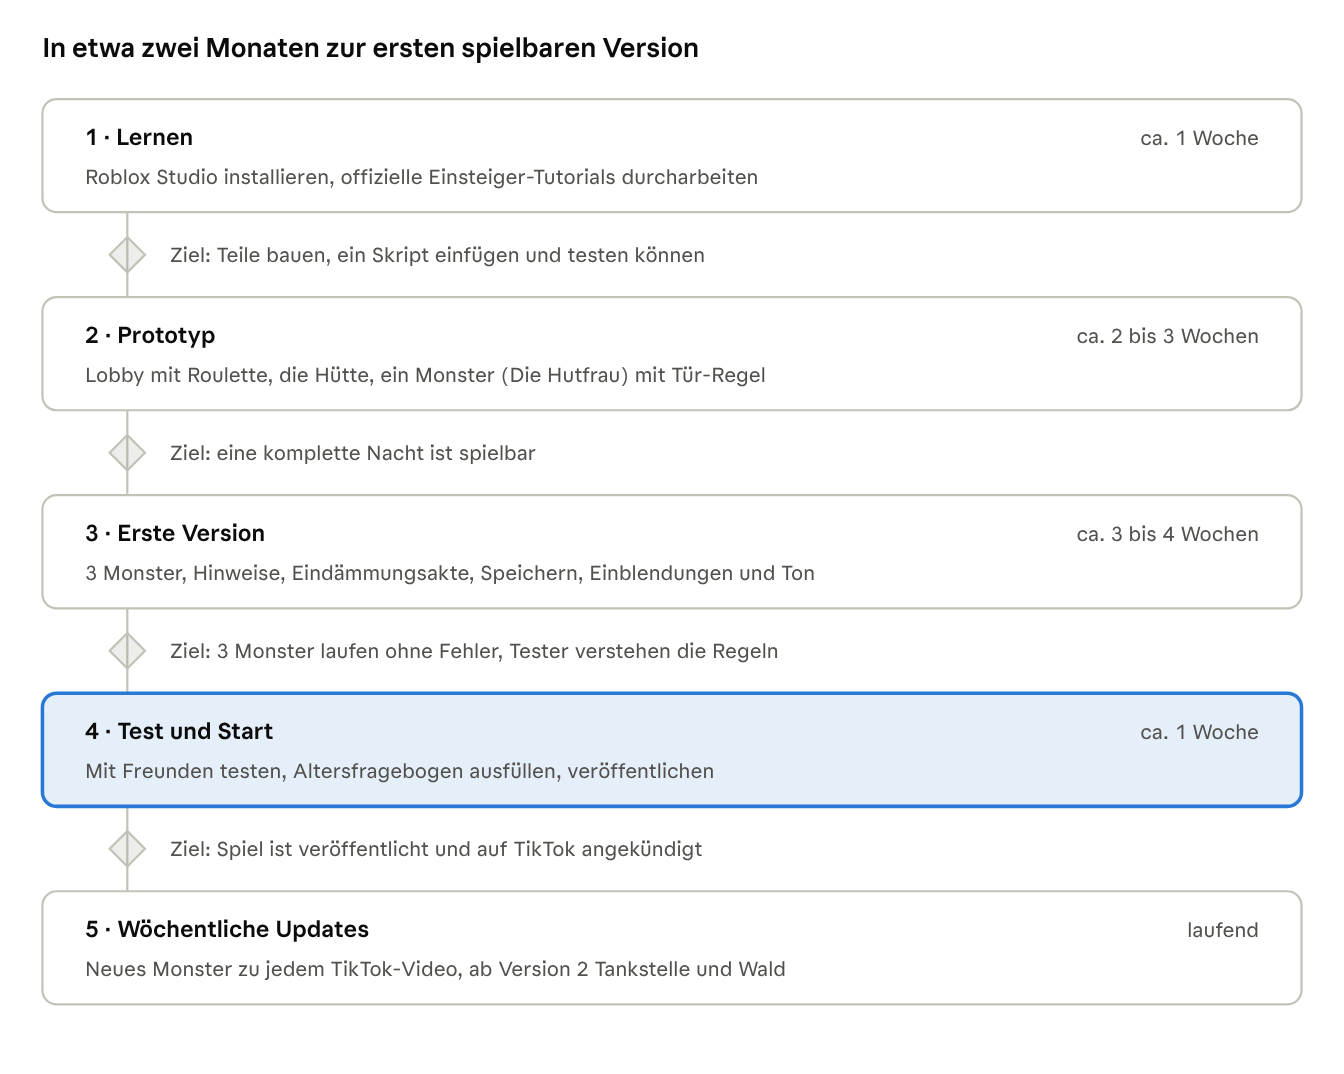 In etwa zwei Monaten zur ersten spielbaren Version
1 · Lernen
ca. 1 Woche
Roblox Studio installieren, offizielle Einsteiger-Tutorials durcharbeiten
Ziel: Teile bauen, ein Skript einfügen und testen können
2 · Prototyp
ca. 2 bis 3 Wochen
Lobby mit Roulette, die Hütte, ein Monster (Die Hutfrau) mit Tür-Regel
Ziel: eine komplette Nacht ist spielbar
3 · Erste Version
ca. 3 bis 4 Wochen
3 Monster, Hinweise, Eindämmungsakte, Speichern, Einblendungen und Ton
Ziel: 3 Monster laufen ohne Fehler, Tester verstehen die Regeln
4 · Test und Start
ca. 1 Woche
Mit Freunden testen, Altersfragebogen ausfüllen, veröffentlichen
Ziel: Spiel ist veröffentlicht und auf TikTok angekündigt
5 · Wöchentliche Updates
laufend
Neues Monster zu jedem TikTok-Video, ab Version 2 Tankstelle und Wald